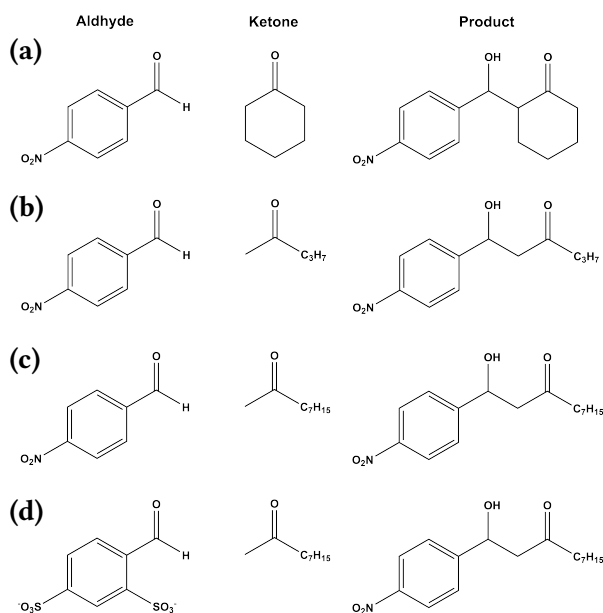 Aldhyde Ketone Product
(a)
O H O2N
O
OH O O2N
(b)
O H O2N
O C3H7
OH O C3H7 O2N
(c)
O H O2N
O C7H15
OH O C7H15 O2N
(d)
O H -O3S SO3-
O C7H15
OH O C7H15 O2N